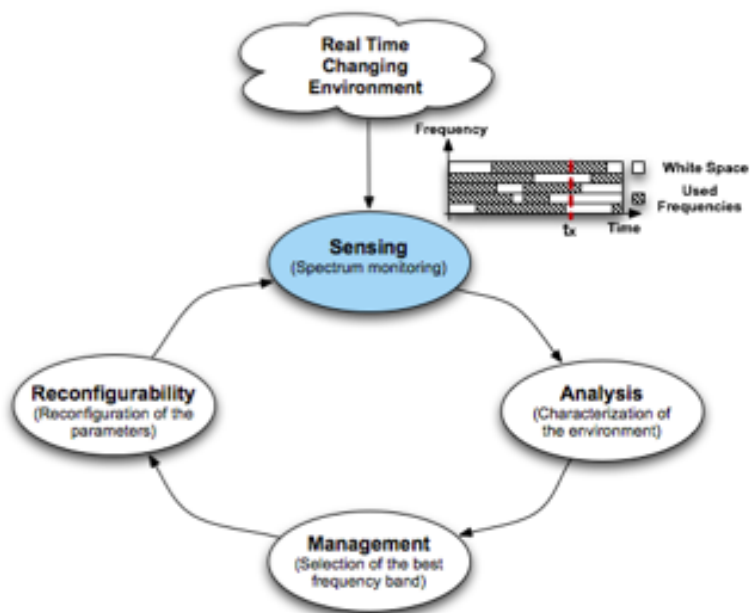 Real Time
Changing
Environment
Frequency
White Space
Used
Frequencies
tx
Time
Sensing
(Spectrum monitoring)
Reconfigurability
(Reconfiguration of the
parameters)
Analysis
(Characterization of
the environment)
Management
(Selection of the best
frequency band)